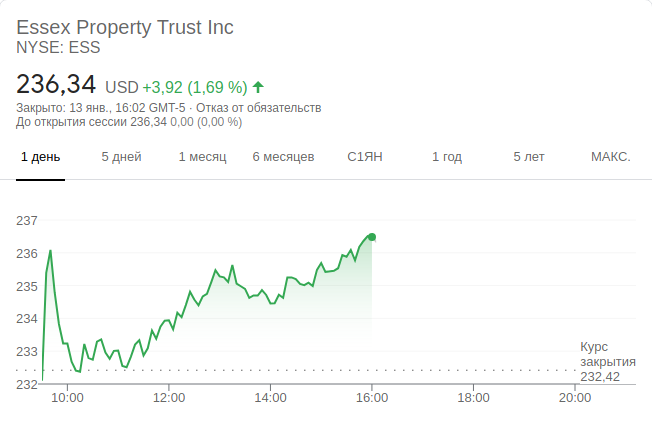 Essex Property Trust Inc
NYSE: ESS
236,34 USD +3,92 (1,69 %)
Закрыто: 13 янв., 16:02 GMT-5 · Отказ от обязательств
До открытия сессии 236,34 0,00 (0,00 %)
1 день 5 дней 1 месяц 6 месяцев С1ЯН 1 год 5 лет МАКС.
237
236
235
234
233
232
Курс
закрытия
232,42
10:00 12:00 14:00 16:00 18:00 20:00